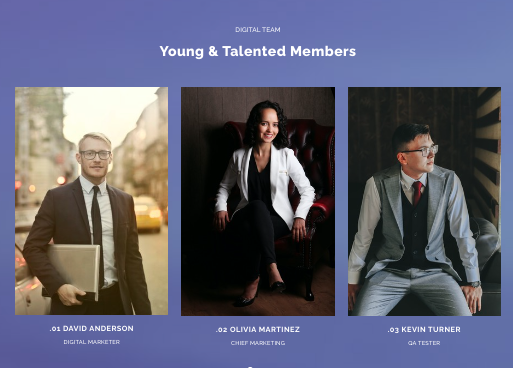 DIGITAL TEAM
Young & Talented Members
.01 DAVID ANDERSON
DIGITAL MARKETER
.02 OLIVIA MARTINEZ
CHIEF MARKETING
.03 KEVIN TURNER
QA TESTER